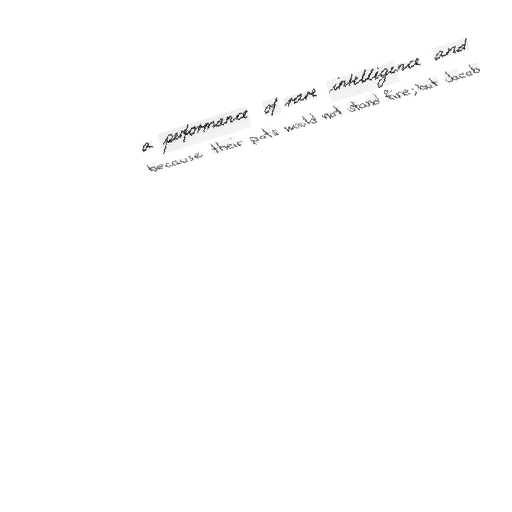 a performance of rare intelligence and
because their pots would not stand fire; but Jacob